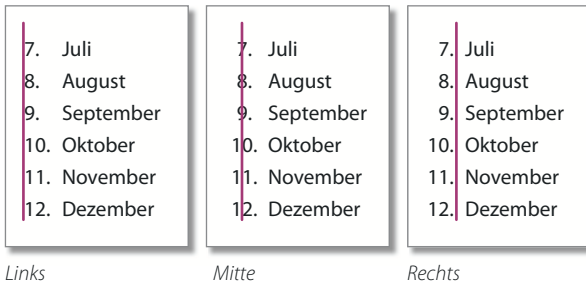 7. Juli
8. August
9. September
10. Oktober
11. November
12. Dezember
Links
7. Juli
8. August
9. September
10. Oktober
11. November
12. Dezember
Mitte
7. Juli
8. August
9. September
10. Oktober
11. November
12. Dezember
Rechts